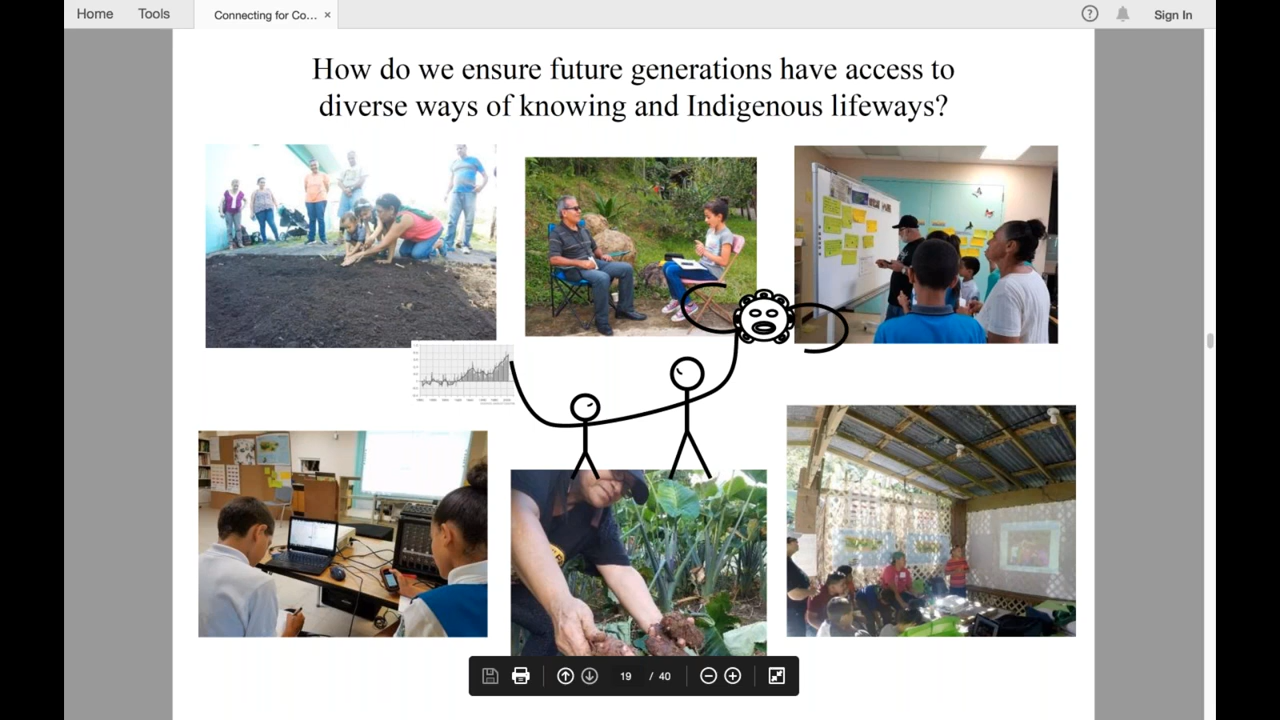 Home
Tools
Connecting for Co...
×
?
Sign In
How do we ensure future generations have access to
diverse ways of knowing and Indigenous lifeways?
19 / 40